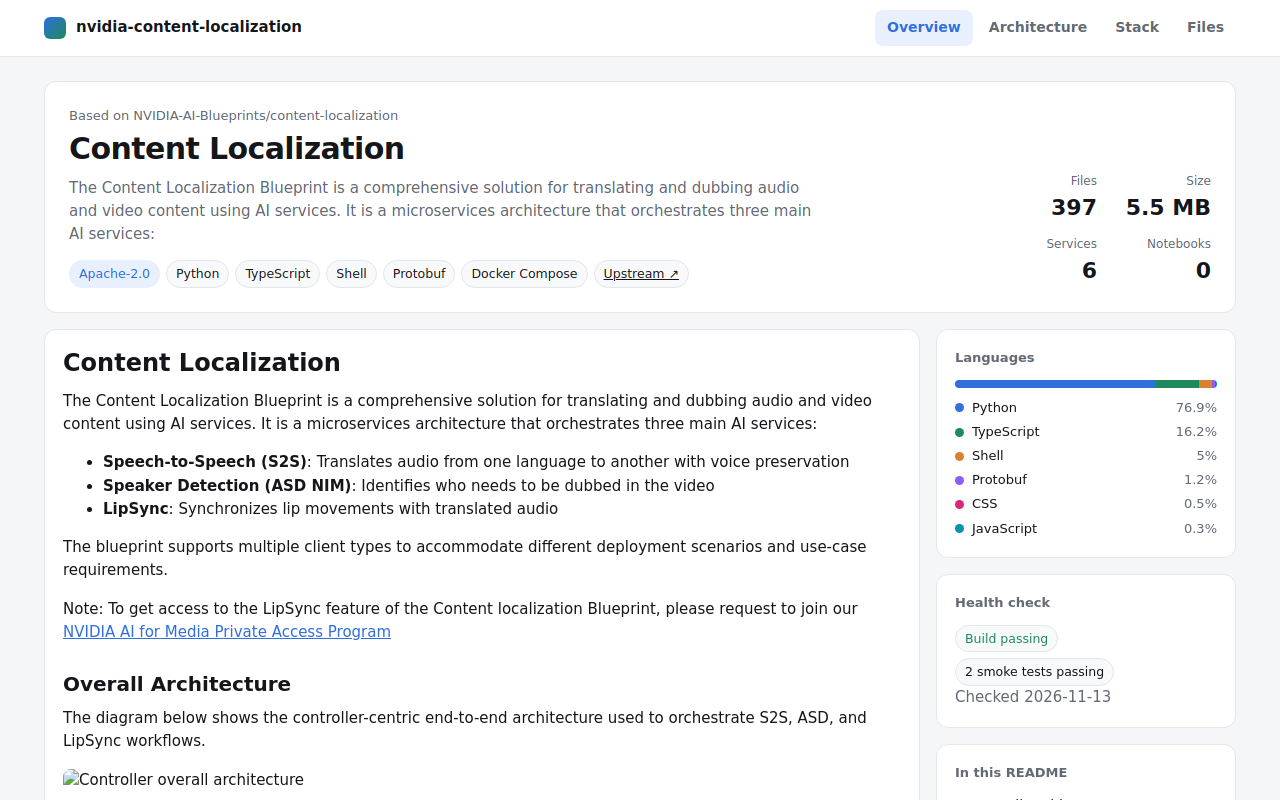 nvidia-content-localization
Overview
Architecture
Stack
Files
Based on NVIDIA-AI-Blueprints/content-localization
Content Localization
The Content Localization Blueprint is a comprehensive solution for translating and dubbing audio
and video content using AI services. It is a microservices architecture that orchestrates three main
AI services:
Apache-2.0
Python
TypeScript
Shell
Protobuf
Docker Compose
Upstream ↗
Files
397
Size
5.5 MB
Services
6
Notebooks
0
Content Localization
The Content Localization Blueprint is a comprehensive solution for translating and dubbing audio and video
content using AI services. It is a microservices architecture that orchestrates three main AI services:
• Speech-to-Speech (S2S): Translates audio from one language to another with voice preservation
• Speaker Detection (ASD NIM): Identifies who needs to be dubbed in the video
• LipSync: Synchronizes lip movements with translated audio
The blueprint supports multiple client types to accommodate different deployment scenarios and use-case
requirements.
Note: To get access to the LipSync feature of the Content localization Blueprint, please request to join our
NVIDIA AI for Media Private Access Program
Overall Architecture
The diagram below shows the controller-centric end-to-end architecture used to orchestrate S2S, ASD, and
LipSync workflows.
Controller overall architecture
Languages
Python 76.9%
TypeScript 16.2%
Shell 5%
Protobuf 1.2%
CSS 0.5%
JavaScript 0.3%
Health check
Build passing
2 smoke tests passing
Checked 2026-11-13
In this README